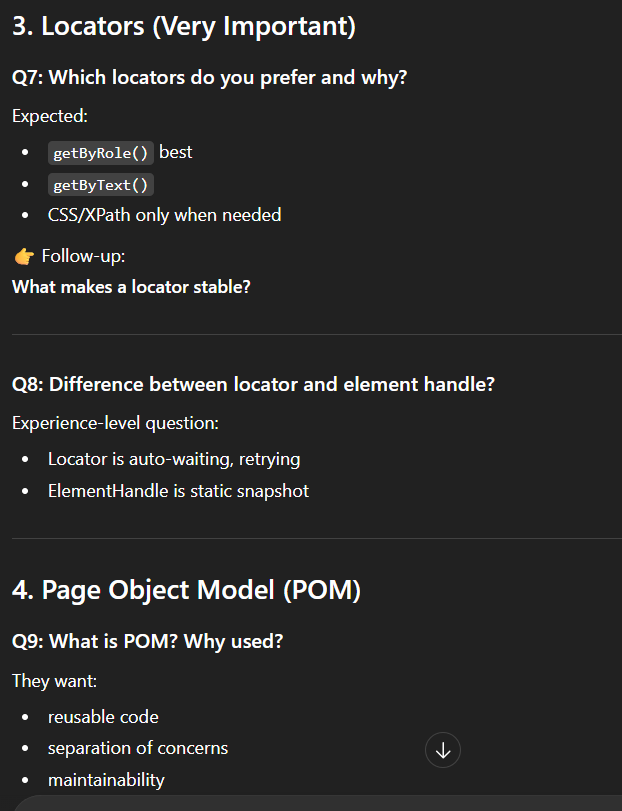 3. Locators (Very Important)
Q7: Which locators do you prefer and why?
Expected:
• getByRole() best
• getByText()
• CSS/XPath only when needed
👉 Follow-up:
What makes a locator stable?
Q8: Difference between locator and element handle?
Experience-level question:
• Locator is auto-waiting, retrying
• ElementHandle is static snapshot
4. Page Object Model (POM)
Q9: What is POM? Why used?
They want:
• reusable code
• separation of concerns
• maintainability